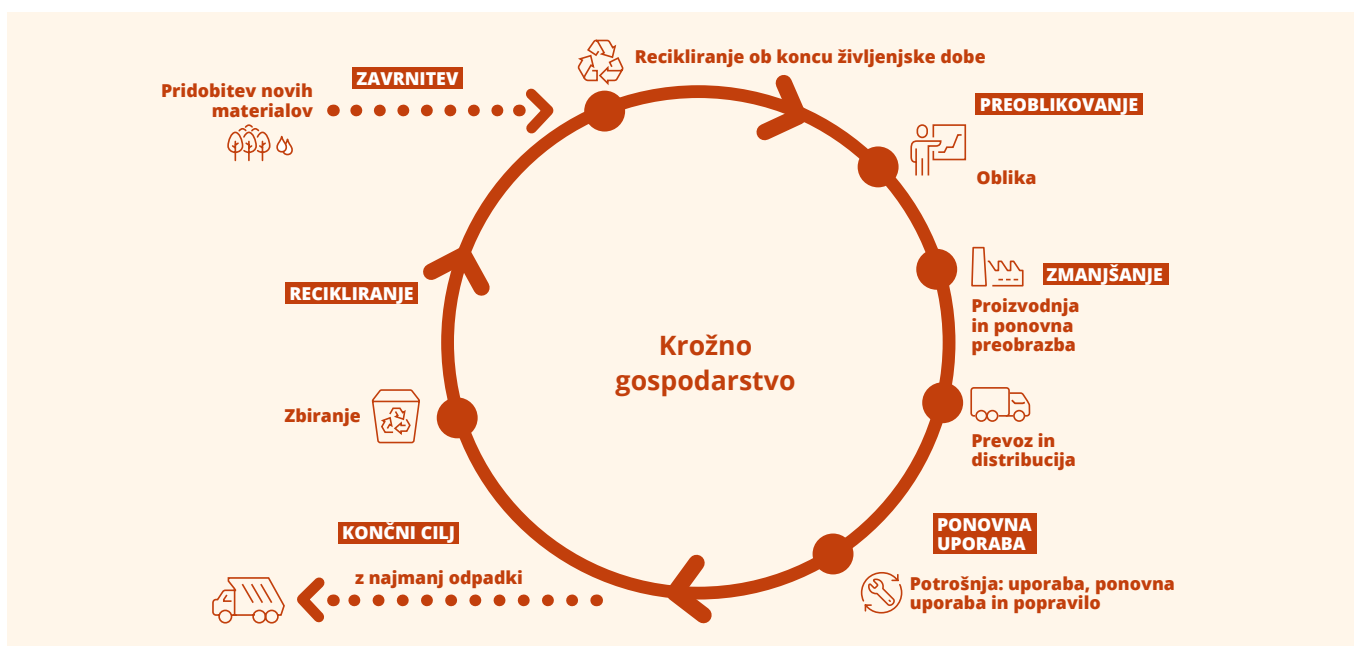 Recikliranje ob koncu življenjske dobe
ZAVRNITEV
Pridobitev novih
materialov
PREOBLIKOVANJE
Oblika
ZMANJŠANJE
Proizvodnja
in ponovna
preobrazba
RECIKLIRANJE
Krožno
gospodarstvo
Zbiranje
Prevoz in
distribucija
PONOVNA
UPORABA
Potrošnja: uporaba, ponovna
uporaba in popravilo
KONČNI CILJ
z najmanj odpadki